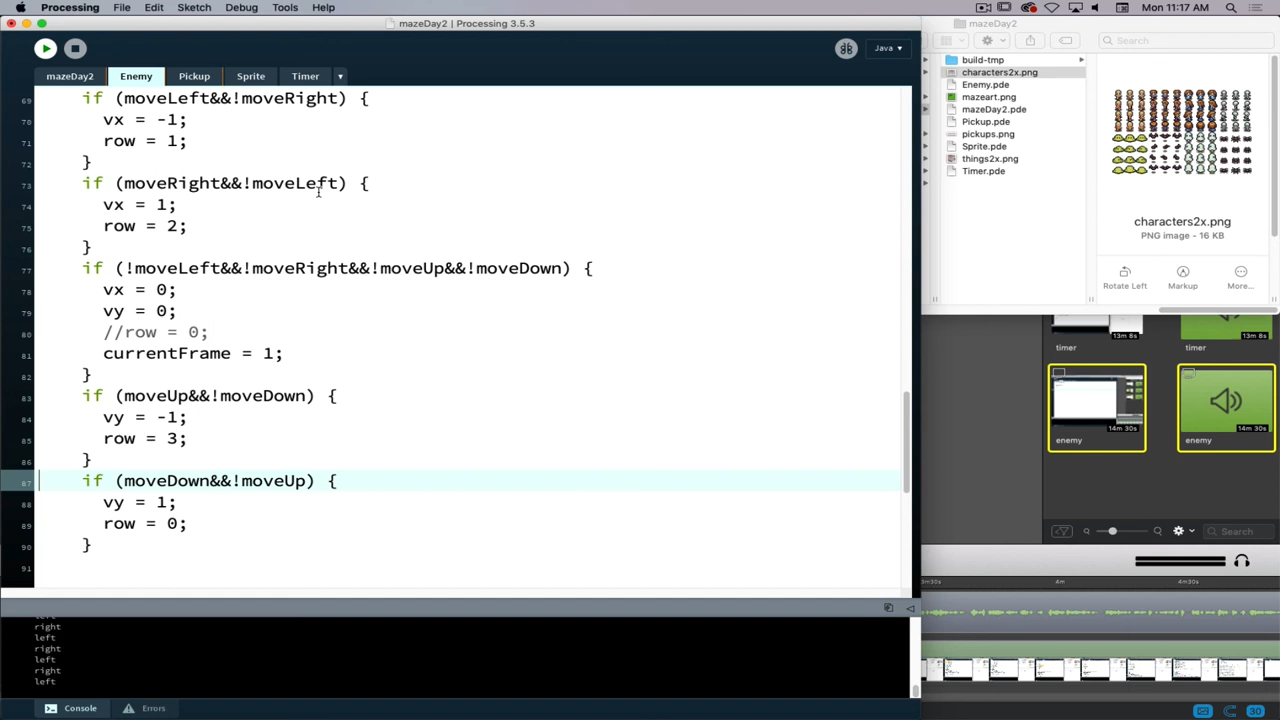 Processing File Edit Sketch Debug Tools Help Mon 11:17 AM
mazeDay2 | Processing 3.5.3
mazeDay2
Java ▾
Search
mazeDay2 Enemy Pickup Sprite Timer ▾
69 if (moveLeft&&!moveRight) {
70 vx = -1;
71 row = 1;
72 }
73 if (moveRight&&!moveLeft) {
74 vx = 1;
75 row = 2;
76 }
77 if (!moveLeft&&!moveRight&&!moveUp&&!moveDown) {
78 vx = 0;
79 vy = 0;
80 //row = 0;
81 currentFrame = 1;
82 }
83 if (moveUp&&!moveDown) {
84 vy = -1;
85 row = 3;
86 }
87 if (moveDown&&!moveUp) {
88 vy = 1;
89 row = 0;
90 }
91
left
right
left
right
left
right
left
Console Errors
build-tmp
characters2x.png
Enemy.pde
mazeart.png
mazeDay2.pde
Pickup.pde
pickups.png
Sprite.pde
things2x.png
Timer.pde
characters2x.png
PNG image - 16 KB
Rotate Left Markup More...
13m 8s 13m 8s
timer timer
14m 30s 14m 30s
enemy enemy
Search
3m30s 4m 4m30s
30